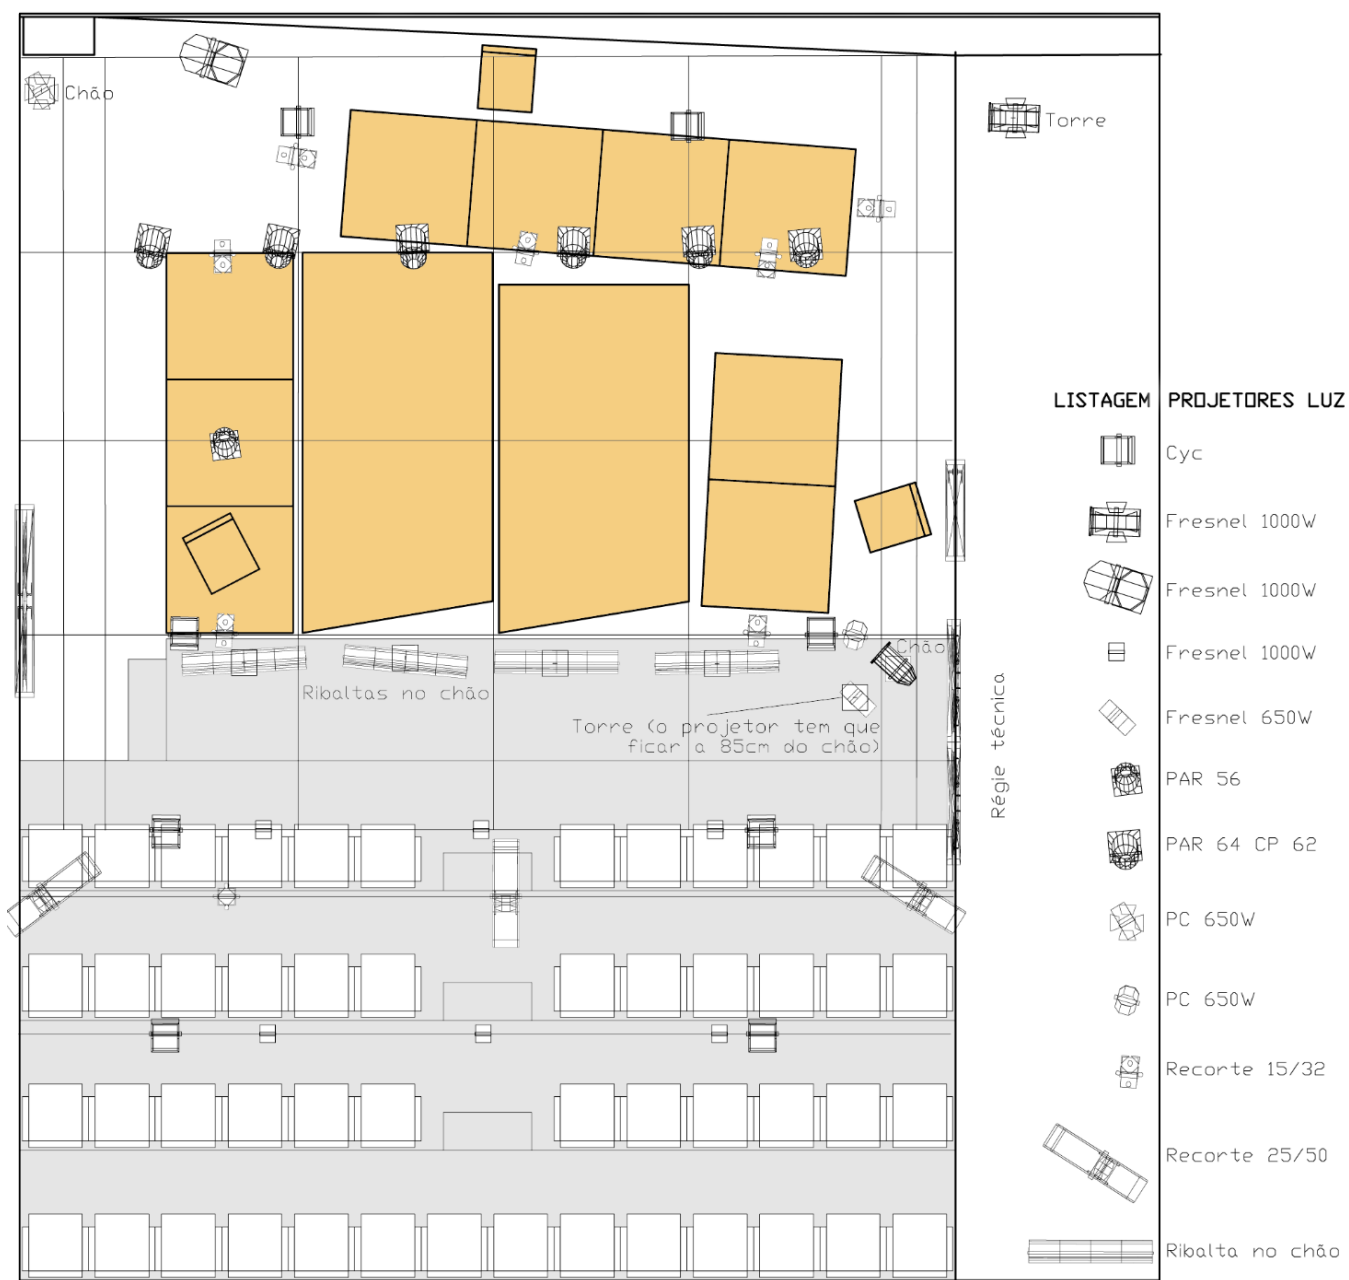 Chão
Torre
LISTAGEM PROJETORES LUZ
Cyc
Fresnel 1000W
Fresnel 1000W
Fresnel 1000W
Fresnel 650W
PAR 56
PAR 64 CP 62
PC 650W
PC 650W
Recorte 15/32
Recorte 25/50
Ribalta no chão
Chão
Ribaltas no chão
Torre (o projetor tem que
ficar a 85cm do chão)
Régie técnica